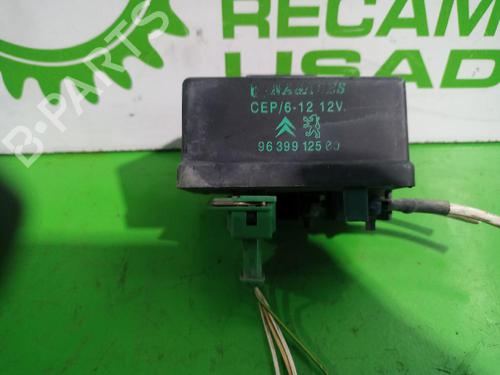 RECAM
USAD
B-PARTS
CEP/6-12 12V.
96 399 125 80